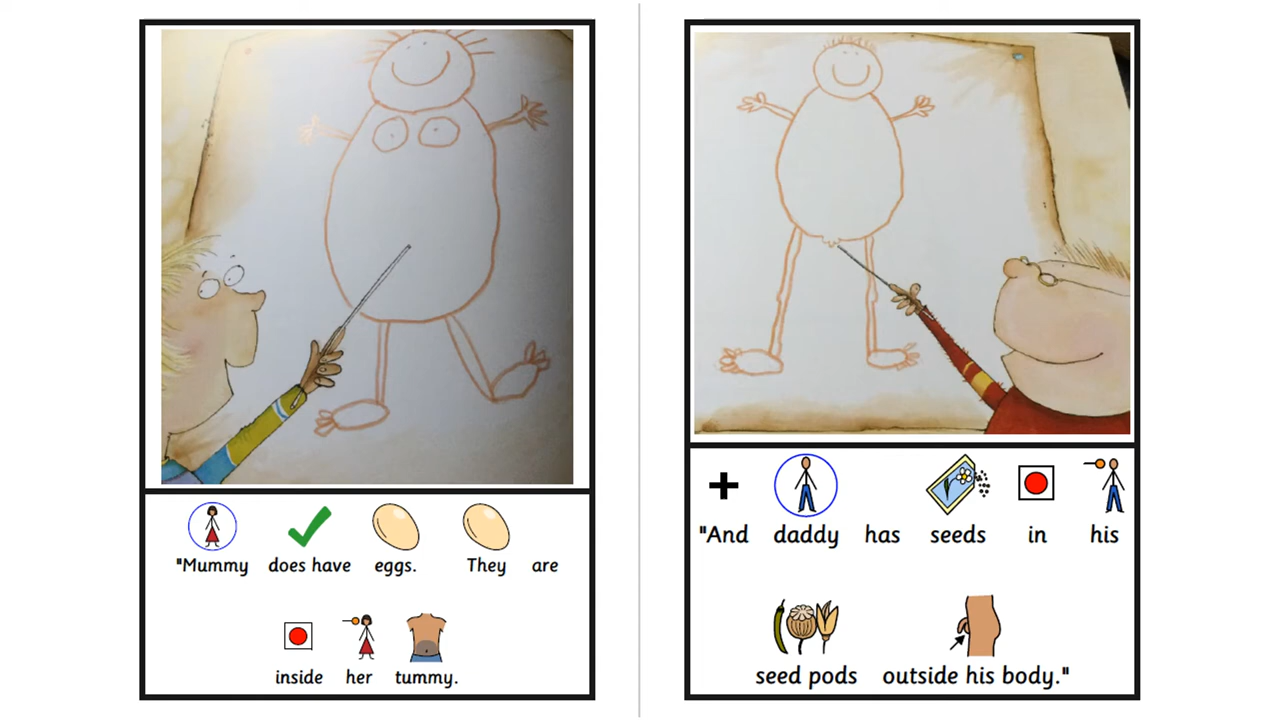 "Mummy does have eggs. They are
inside her tummy.
"And daddy has seeds in his
seed pods outside his body."